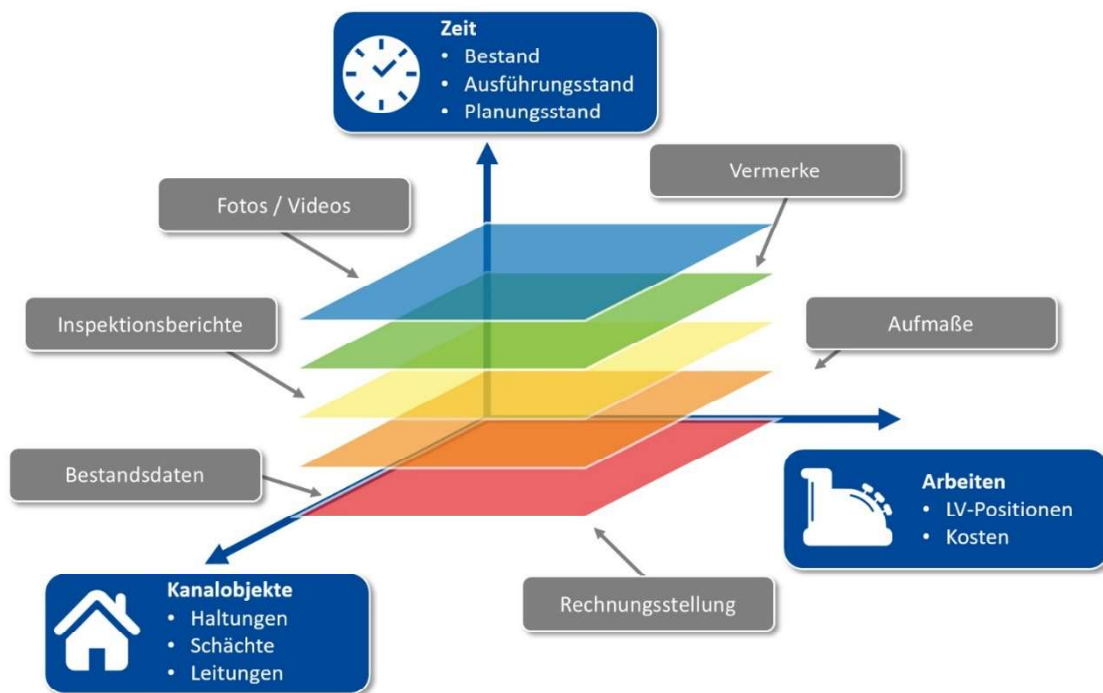 Zeit
• Bestand
• Ausführungsstand
• Planungsstand
Vermerke
Fotos / Videos
Inspektionsberichte
Aufmaße
Bestandsdaten
Arbeiten
• LV-Positionen
• Kosten
Kanalobjekte
• Haltungen
• Schächte
• Leitungen
Rechnungsstellung